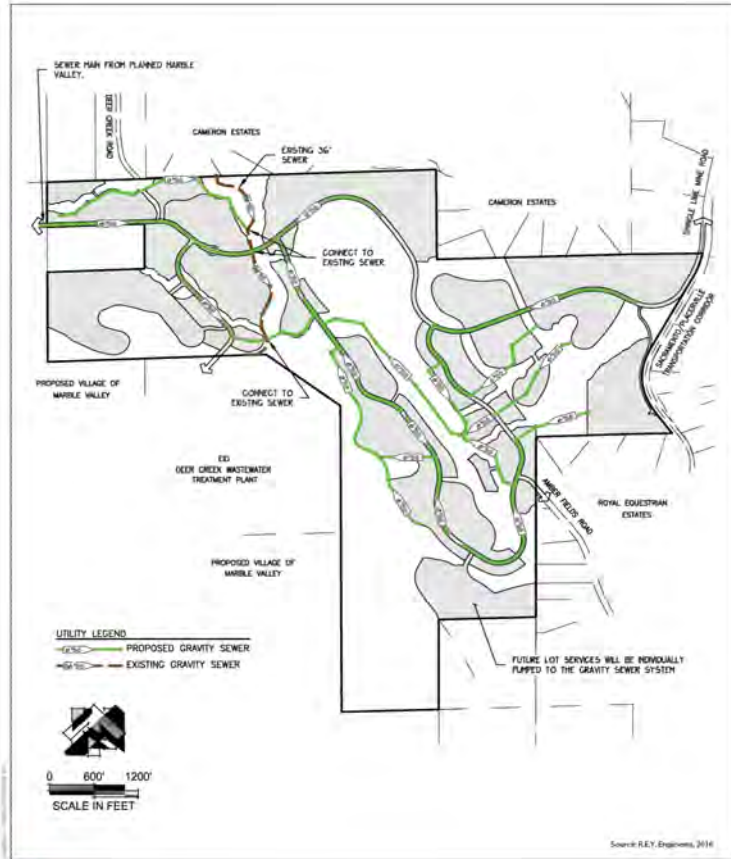 SEWER MAIN FROM PLANNED MARBLE
VALLEY.
DEER CREEK ROAD
CAMERON ESTATES
EXISTING 36"
SEWER
CAMERON ESTATES
SHINGLE LIME MINE ROAD
CONNECT TO
EXISTING SEWER
SACRAMENTO/PLACERVILLE
TRANSPORTATION CORRIDOR
PROPOSED VILLAGE OF
MARBLE VALLEY
CONNECT TO
EXISTING SEWER
EID
DEER CREEK WASTEWATER
TREATMENT PLANT
AMBER FIELDS ROAD
ROYAL EQUESTRIAN
ESTATES
PROPOSED VILLAGE OF
MARBLE VALLEY
UTILITY LEGEND
PROPOSED GRAVITY SEWER
EXISTING GRAVITY SEWER
FUTURE LOT SERVICES WILL BE INDIVIDUALLY
PUMPED TO THE GRAVITY SEWER SYSTEM
0 600' 1200'
SCALE IN FEET
Source: R.E.Y. Engineers, 2016